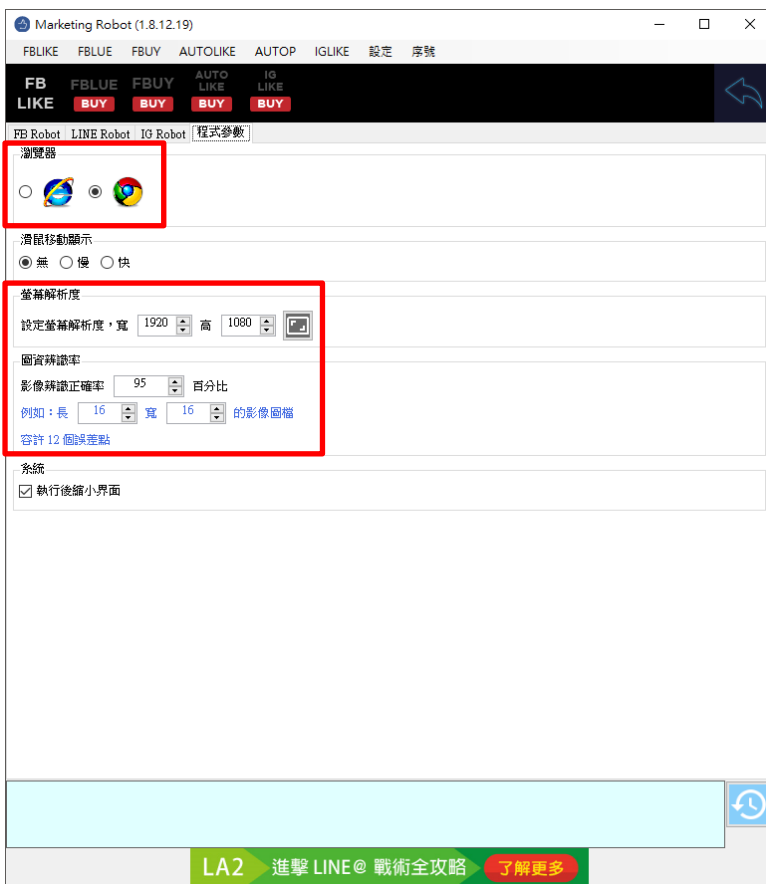 Marketing Robot (1.8.12.19)
FBLIKE FBLUE FBUY AUTOLIKE AUTOP IGLIKE 設定 序號
FB LIKE
FBLUE BUY
FBUY BUY
AUTO LIKE BUY
IG LIKE BUY
FB Robot LINE Robot IG Robot 程式參數
瀏覽器
滑鼠移動顯示
無 慢 快
螢幕解析度
設定螢幕解析度，寬 1920 高 1080
圖資辨識率
影像辨識正確率 95 百分比
例如：長 16 寬 16 的影像圖檔
容許 12 個誤差點
系統
執行後縮小界面
LA2 進擊 LINE@ 戰術全攻略 了解更多